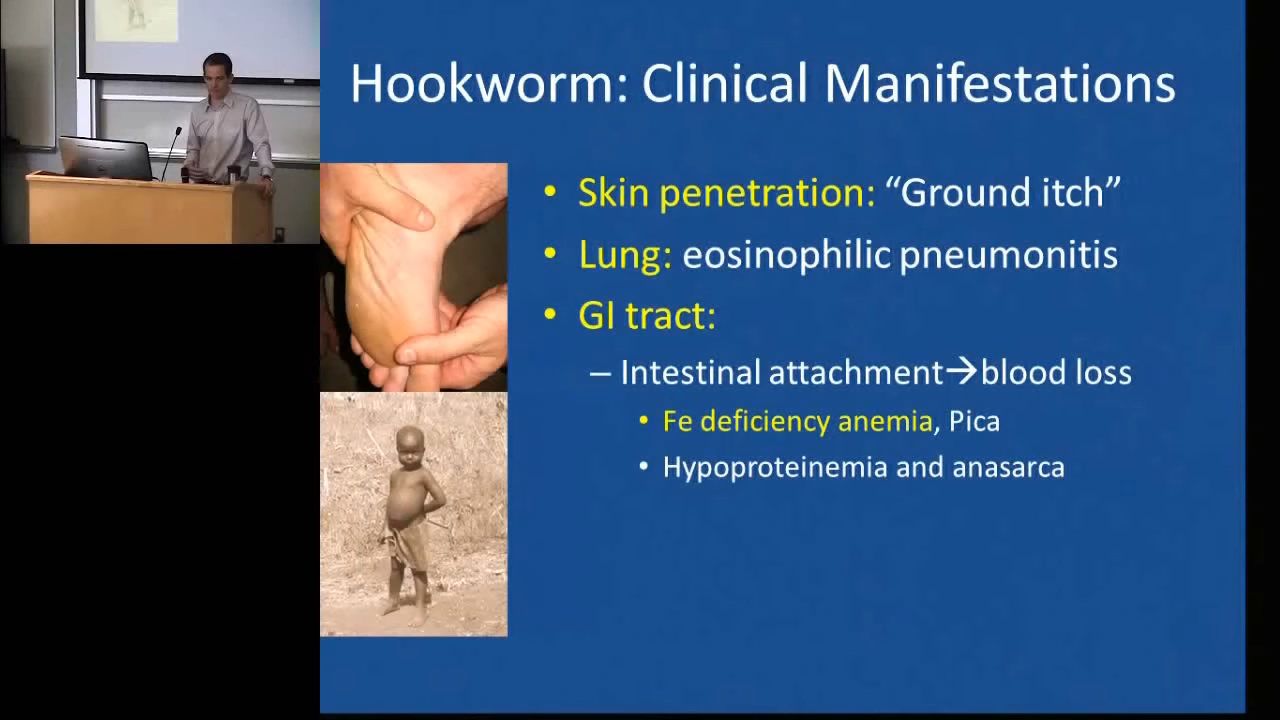 Hookworm: Clinical Manifestations
• Skin penetration: “Ground itch”
• Lung: eosinophilic pneumonitis
• GI tract:
– Intestinal attachment→blood loss
• Fe deficiency anemia, Pica
• Hypoproteinemia and anasarca